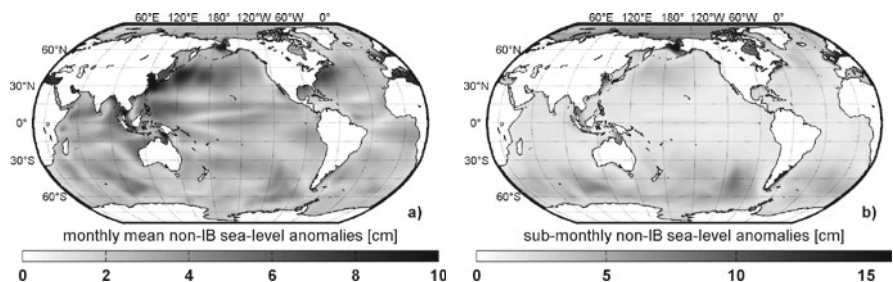 60°E 120°E 180° 120°W 60°W 0°
60°N
30°N
0°
30°S
60°S
a)
monthly mean non-IB sea-level anomalies [cm]
0 2 4 6 8 10
60°E 120°E 180° 120°W 60°W 0°
60°N
30°N
0°
30°S
60°S
b)
sub-monthly non-IB sea-level anomalies [cm]
0 5 10 15